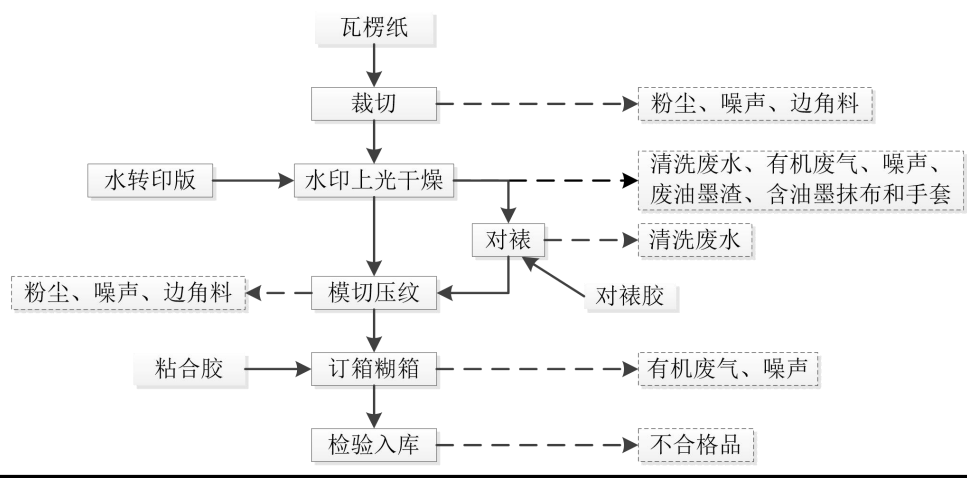 瓦楞纸
裁切
粉尘、噪声、边角料
水转印版
水印上光干燥
清洗废水、有机废气、噪声、
废油墨渣、含油墨抹布和手套
对裱
清洗废水
粉尘、噪声、边角料
模切压纹
对裱胶
粘合胶
订箱糊箱
有机废气、噪声
检验入库
不合格品